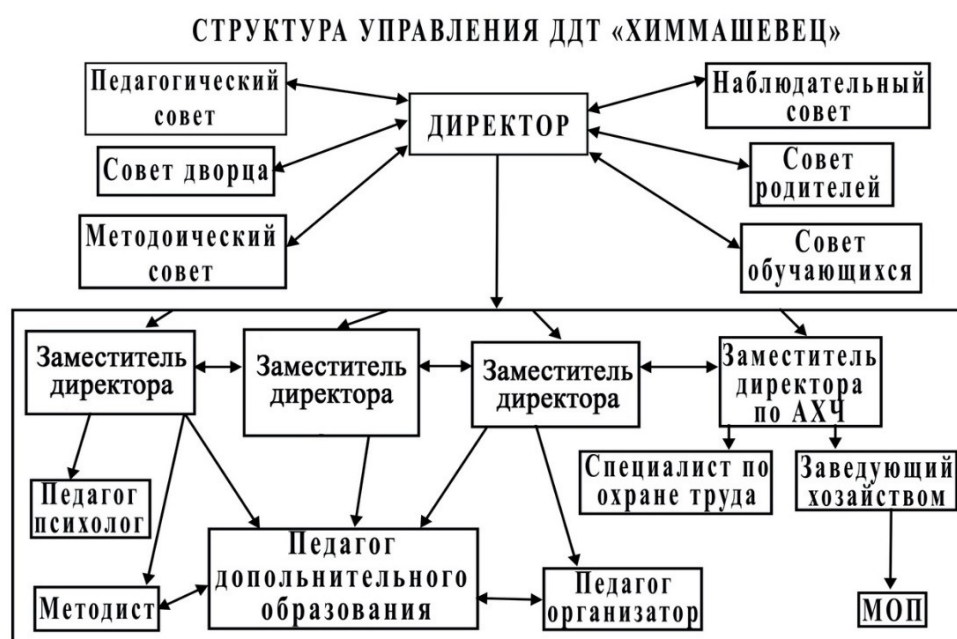 СТРУКТУРА УПРАВЛЕНИЯ ДДТ «ХИММАШЕВЕЦ»
Педагогический
совет
ДИРЕКТОР
Наблюдательный
совет
Совет дворца
Совет
родителей
Методоический
совет
Совет
обучающихся
Заместитель
директора
Заместитель
директора
Заместитель
директора
Заместитель
директора
по АХЧ
Педагог
психолог
Специалист по
охране труда
Заведующий
хозайством
Методист
Педагог
допольнительного
образования
Педагог
организатор
МОП